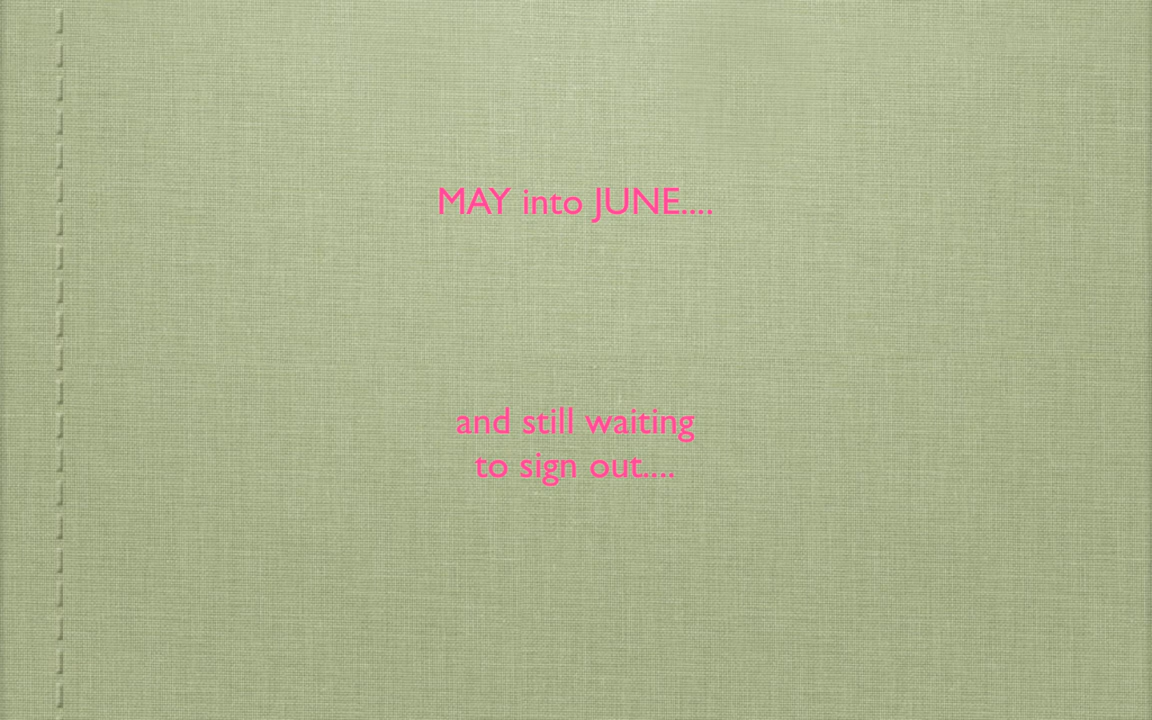 MAY into JUNE....
and still waiting
to sign out....